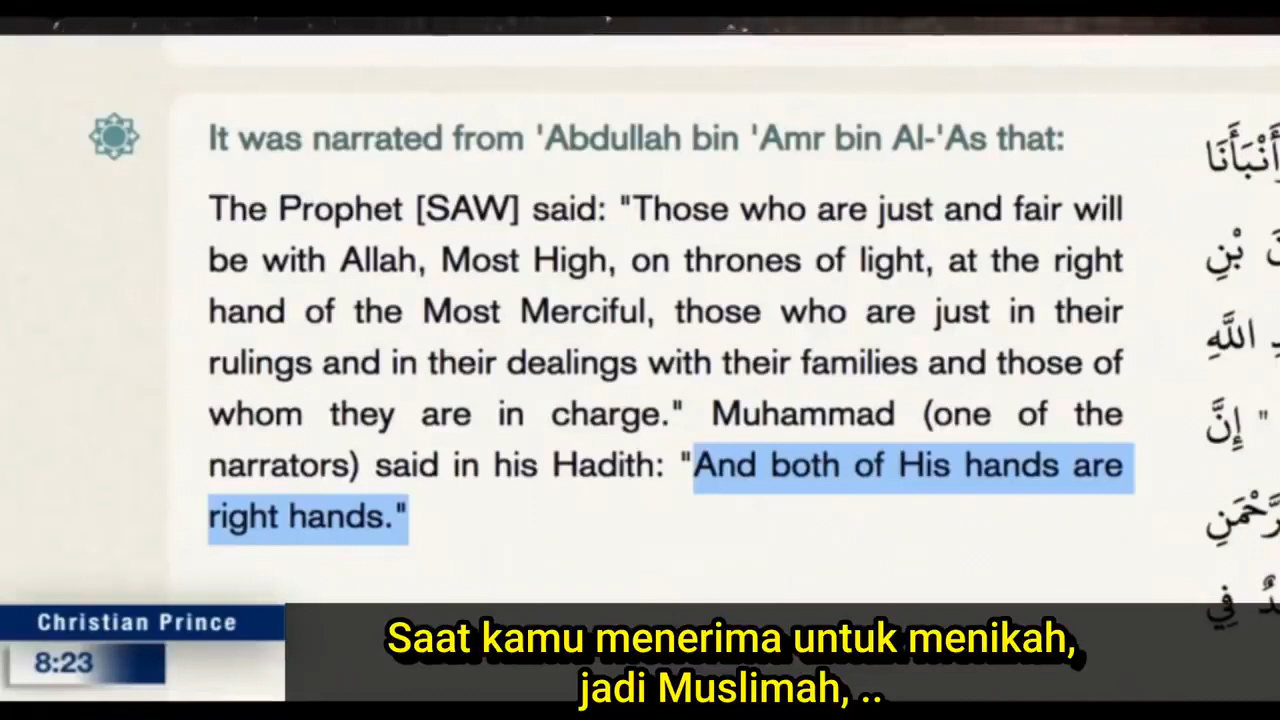 It was narrated from 'Abdullah bin 'Amr bin Al-'As that:
The Prophet [SAW] said: "Those who are just and fair will
be with Allah, Most High, on thrones of light, at the right
hand of the Most Merciful, those who are just in their
rulings and in their dealings with their families and those of
whom they are in charge." Muhammad (one of the
narrators) said in his Hadith: "And both of His hands are
right hands."
أَنْبَأَنَا
بْنِ
اللَّهِ
" إِنَّ
فِي
Christian Prince
8:23
Saat kamu menerima untuk menikah,
jadi Muslimah, ..